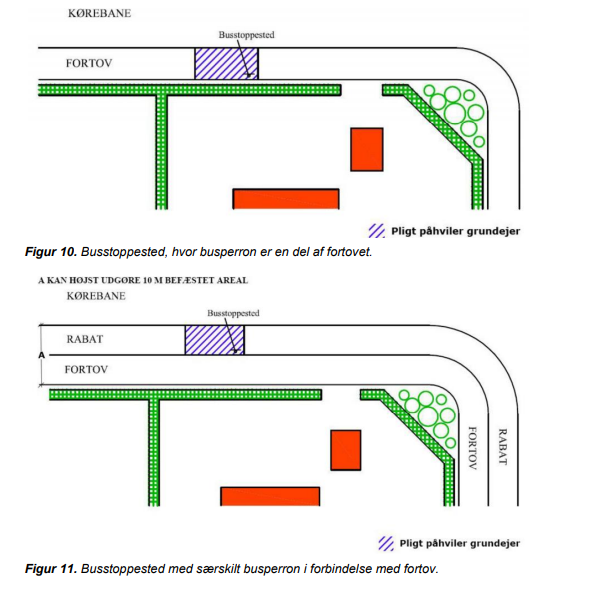 KØREBANE
Busstoppested
FORTOV
Pligt påhviler grundejer
Figur 10. Busstoppested, hvor busperron er en del af fortovet.
A KAN HØJST UDGØRE 10 M BEFÆSTET AREAL
KØREBANE
Busstoppested
RABAT
A
FORTOV
FORTOV
RABAT
Pligt påhviler grundejer
Figur 11. Busstoppested med særskilt busperron i forbindelse med fortov.